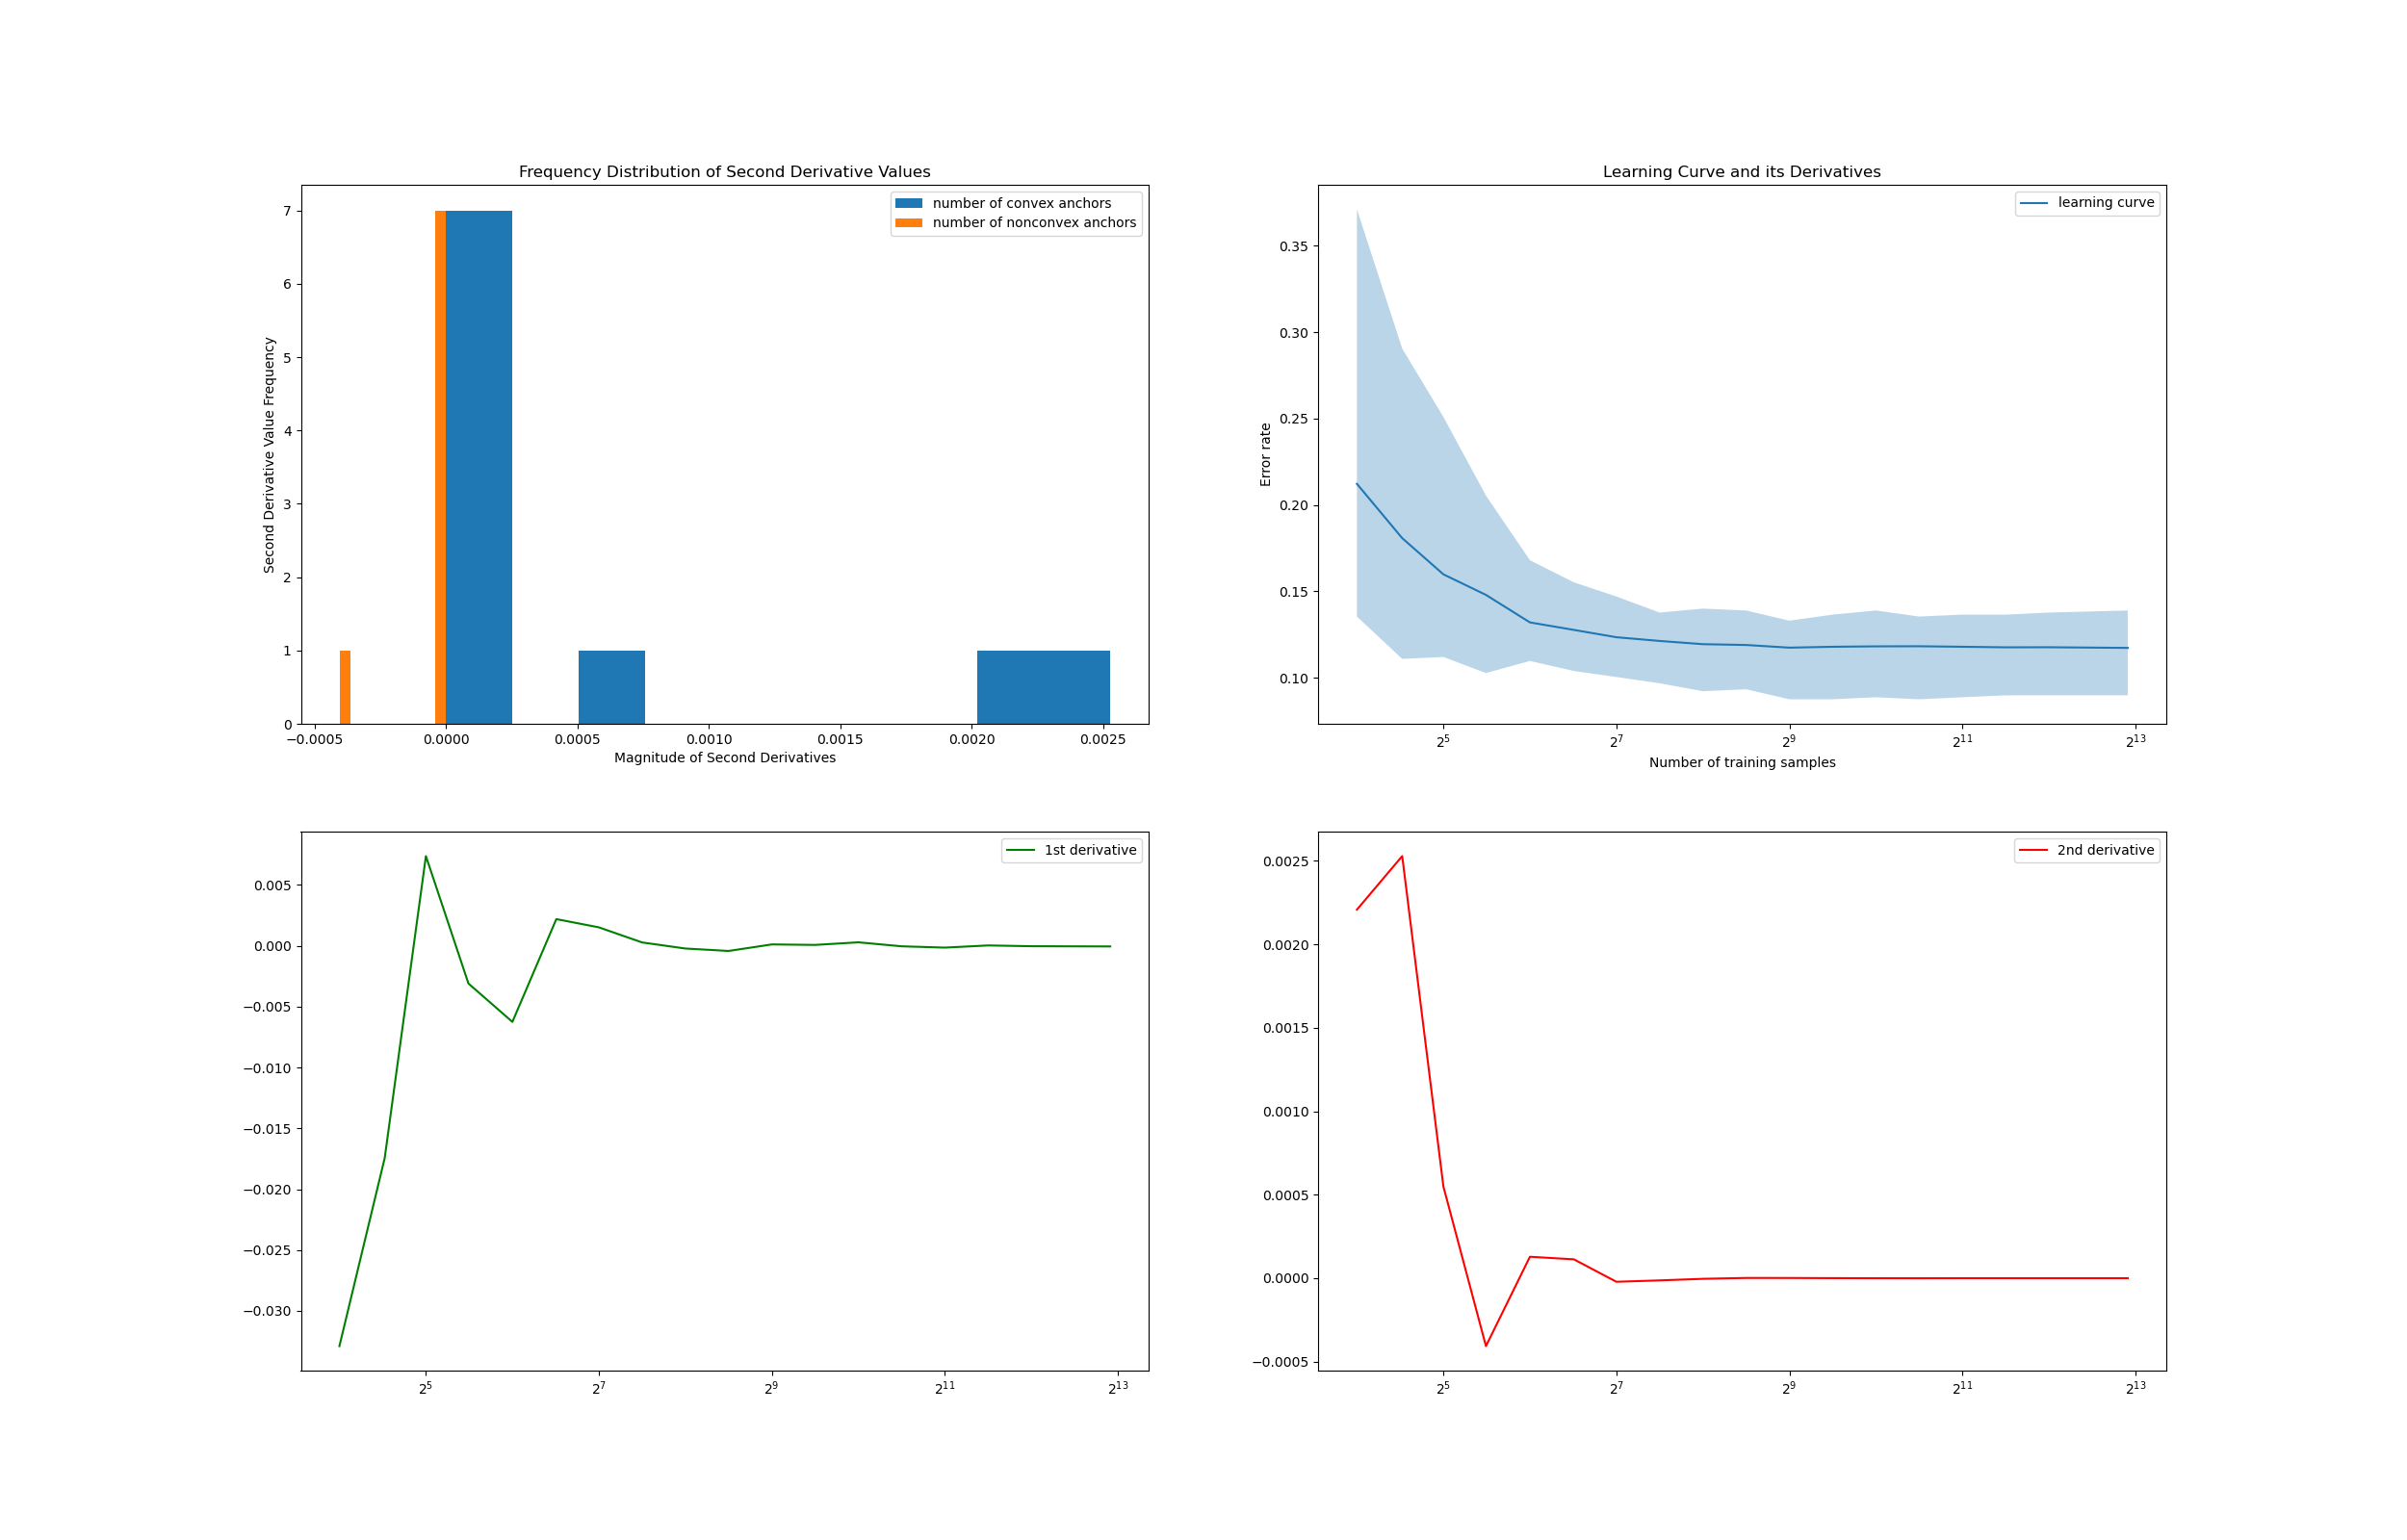 Frequency Distribution of Second Derivative Values
number of convex anchors
number of nonconvex anchors
7
6
5
4
3
2
1
0
Second Derivative Value Frequency
−0.0005 0.0000 0.0005 0.0010 0.0015 0.0020 0.0025
Magnitude of Second Derivatives
Learning Curve and its Derivatives
learning curve
0.35
0.30
0.25
0.20
0.15
0.10
Error rate
2^5 2^7 2^9 2^11 2^13
Number of training samples
1st derivative
0.005
0.000
−0.005
−0.010
−0.015
−0.020
−0.025
−0.030
2^5 2^7 2^9 2^11 2^13
2nd derivative
0.0025
0.0020
0.0015
0.0010
0.0005
0.0000
−0.0005
2^5 2^7 2^9 2^11 2^13